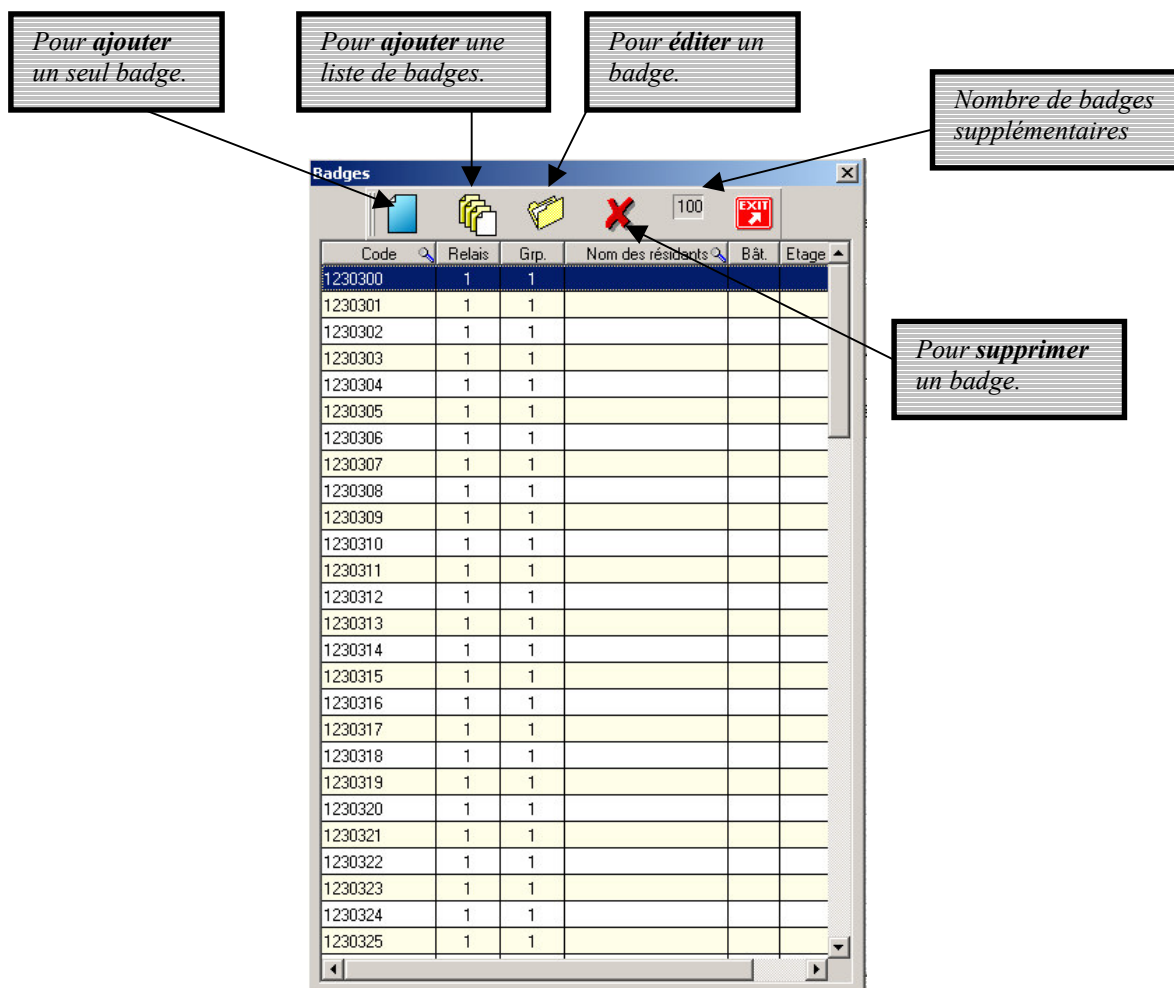 Pour ajouter
un seul badge.
Pour ajouter une
liste de badges.
Pour éditer un
badge.
Nombre de badges
supplémentaires
Badges
100
EXIT
Code Relais Grp. Nom des résidants Bât. Etage
1230300 1 1
1230301 1 1
1230302 1 1
1230303 1 1
1230304 1 1
1230305 1 1
1230306 1 1
1230307 1 1
1230308 1 1
1230309 1 1
1230310 1 1
1230311 1 1
1230312 1 1
1230313 1 1
1230314 1 1
1230315 1 1
1230316 1 1
1230317 1 1
1230318 1 1
1230319 1 1
1230320 1 1
1230321 1 1
1230322 1 1
1230323 1 1
1230324 1 1
1230325 1 1
Pour supprimer
un badge.